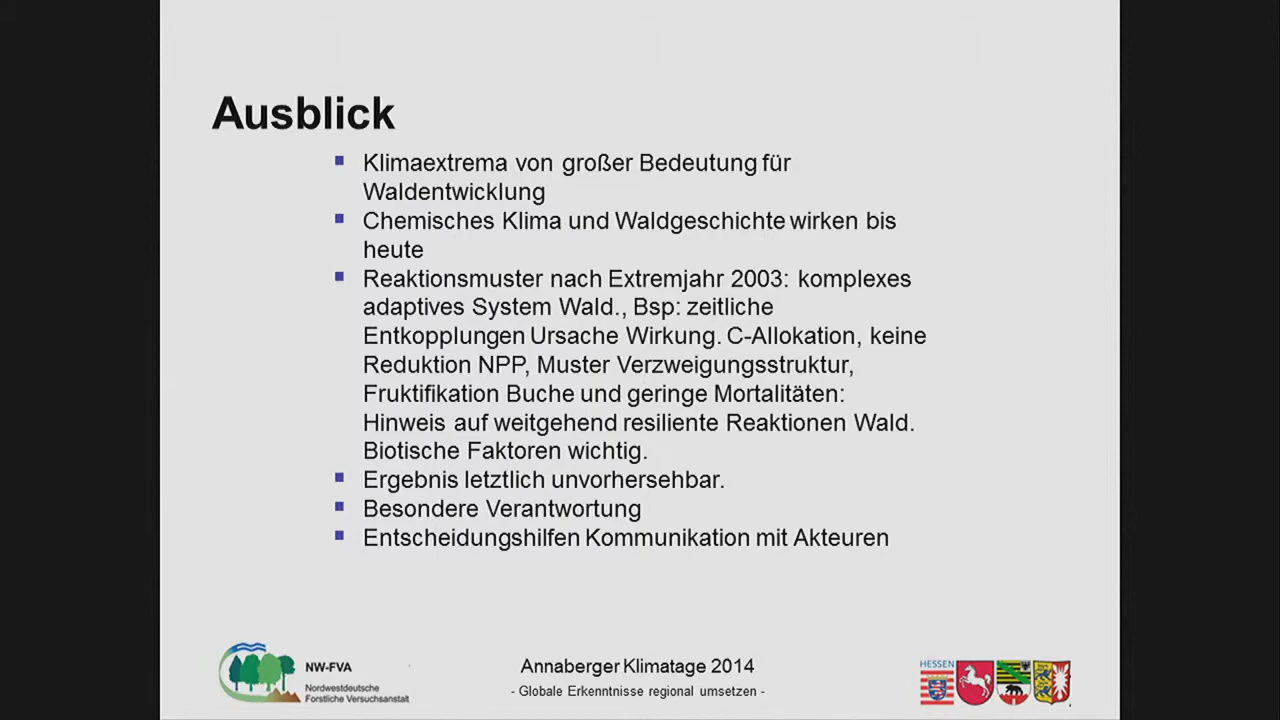 Ausblick
Klimaextrema von großer Bedeutung für
Waldentwicklung
Chemisches Klima und Waldgeschichte wirken bis
heute
Reaktionsmuster nach Extremjahr 2003: komplexes
adaptives System Wald., Bsp: zeitliche
Entkopplungen Ursache Wirkung. C-Allokation, keine
Reduktion NPP, Muster Verzweigungsstruktur,
Fruktifikation Buche und geringe Mortalitäten:
Hinweis auf weitgehend resiliente Reaktionen Wald.
Biotische Faktoren wichtig.
Ergebnis letztlich unvorhersehbar.
Besondere Verantwortung
Entscheidungshilfen Kommunikation mit Akteuren
NW-FVA
Nordwestdeutsche
Forstliche Versuchsanstalt
Annaberger Klimatage 2014
- Globale Erkenntnisse regional umsetzen -
HESSEN